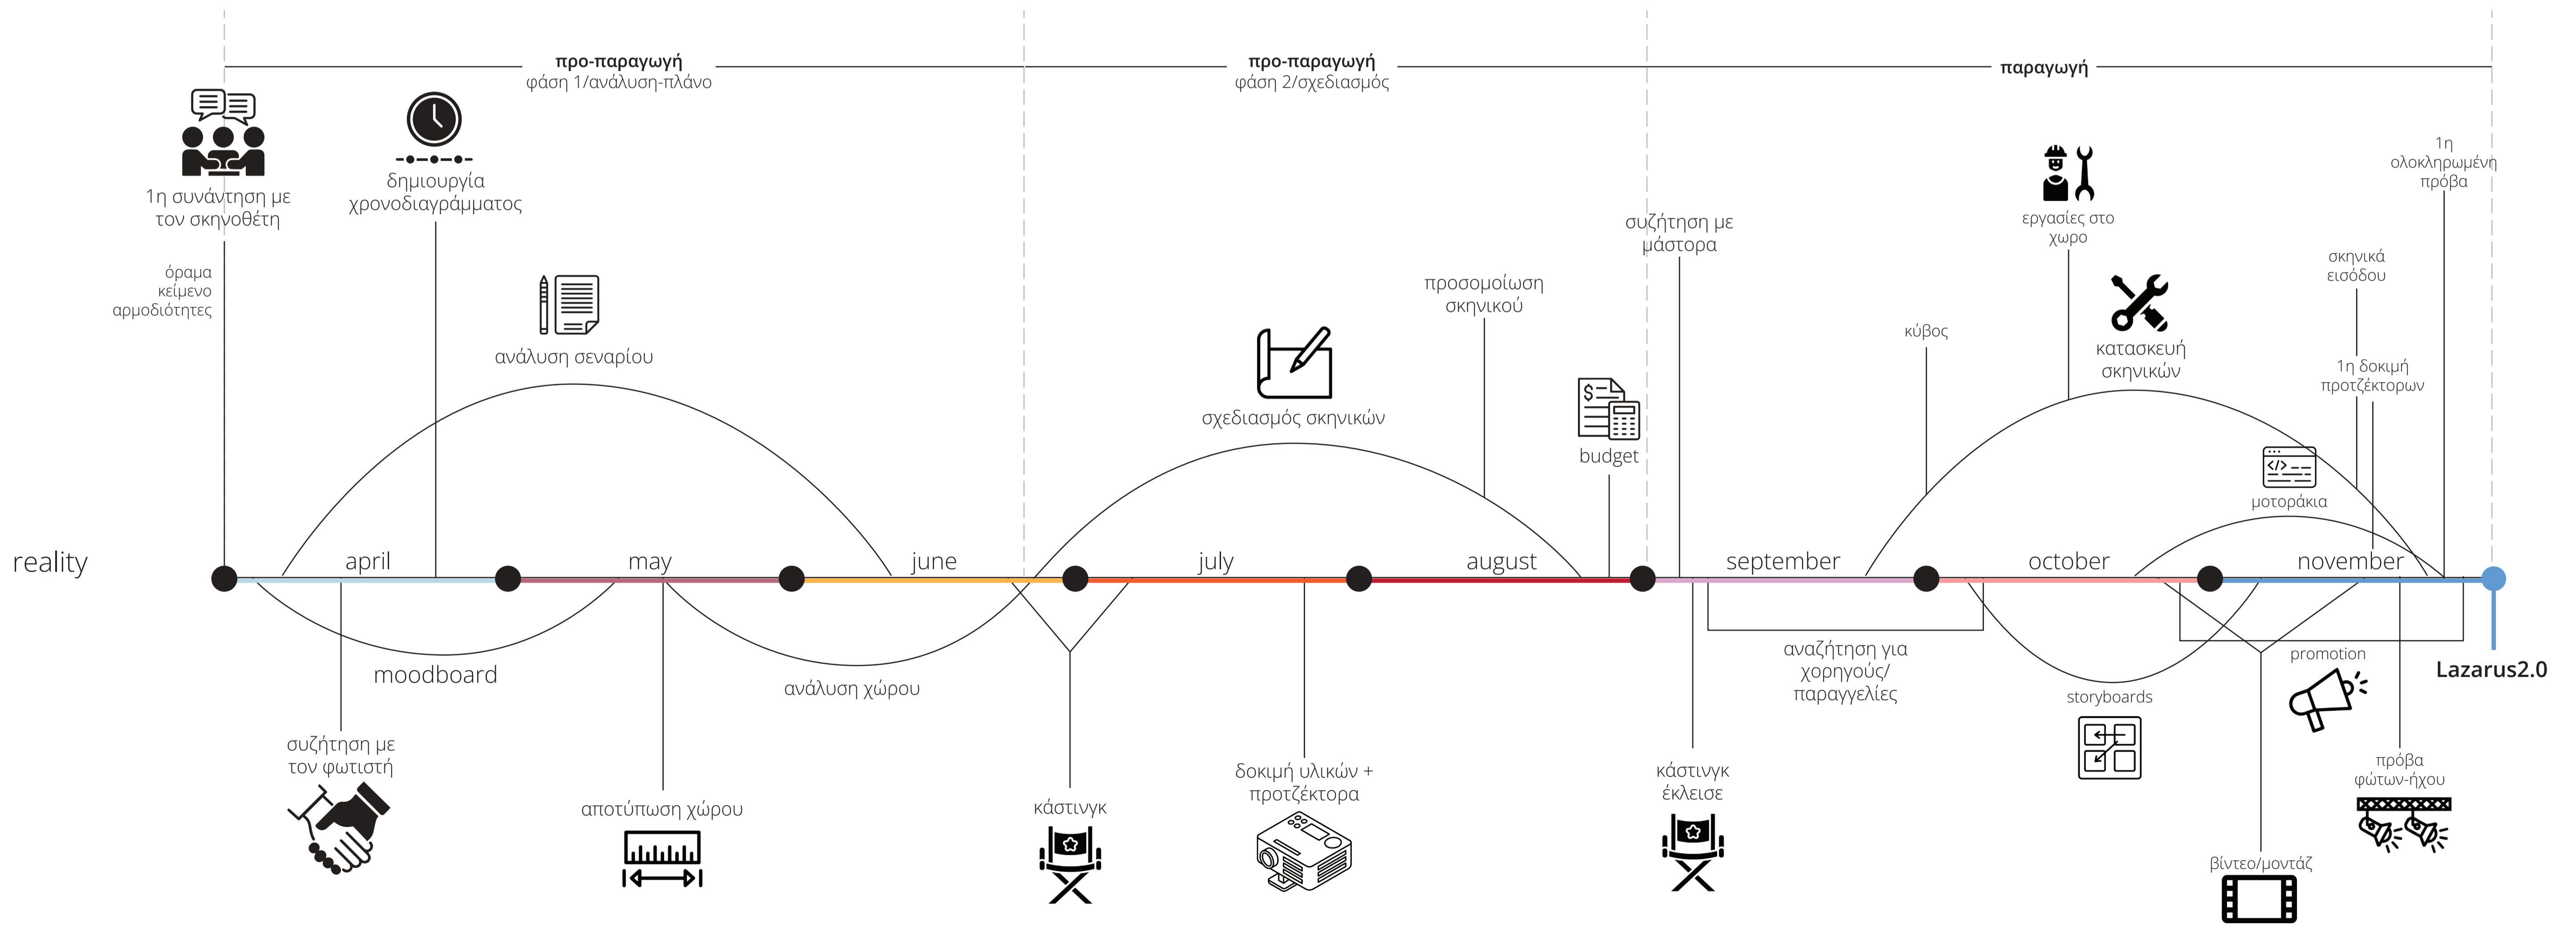 προ-παραγωγή
φάση 1/ανάλυση-πλάνο
προ-παραγωγή
φάση 2/σχεδιασμός
παραγωγή
1η συνάντηση με
τον σκηνοθέτη
όραμα
κείμενο
αρμοδιότητες
δημιουργία
χρονοδιαγράμματος
ανάλυση σεναρίου
σχεδιασμός σκηνικών
προσομοίωση
σκηνικού
budget
συζήτηση με
μάστορα
κύβος
εργασίες στο
χωρο
κατασκευή
σκηνικών
σκηνικά
εισόδου
1η δοκιμή
προτζέκτορων
μοτοράκια
1η
ολοκληρωμένη
πρόβα
reality
april
may
june
july
august
september
october
november
moodboard
συζήτηση με
τον φωτιστή
αποτύπωση χώρου
ανάλυση χώρου
κάστινγκ
δοκιμή υλικών +
προτζέκτορα
κάστινγκ
έκλεισε
αναζήτηση για
χορηγούς/
παραγγελίες
storyboards
promotion
πρόβα
φώτων-ήχου
βίντεο/μοντάζ
Lazarus2.0